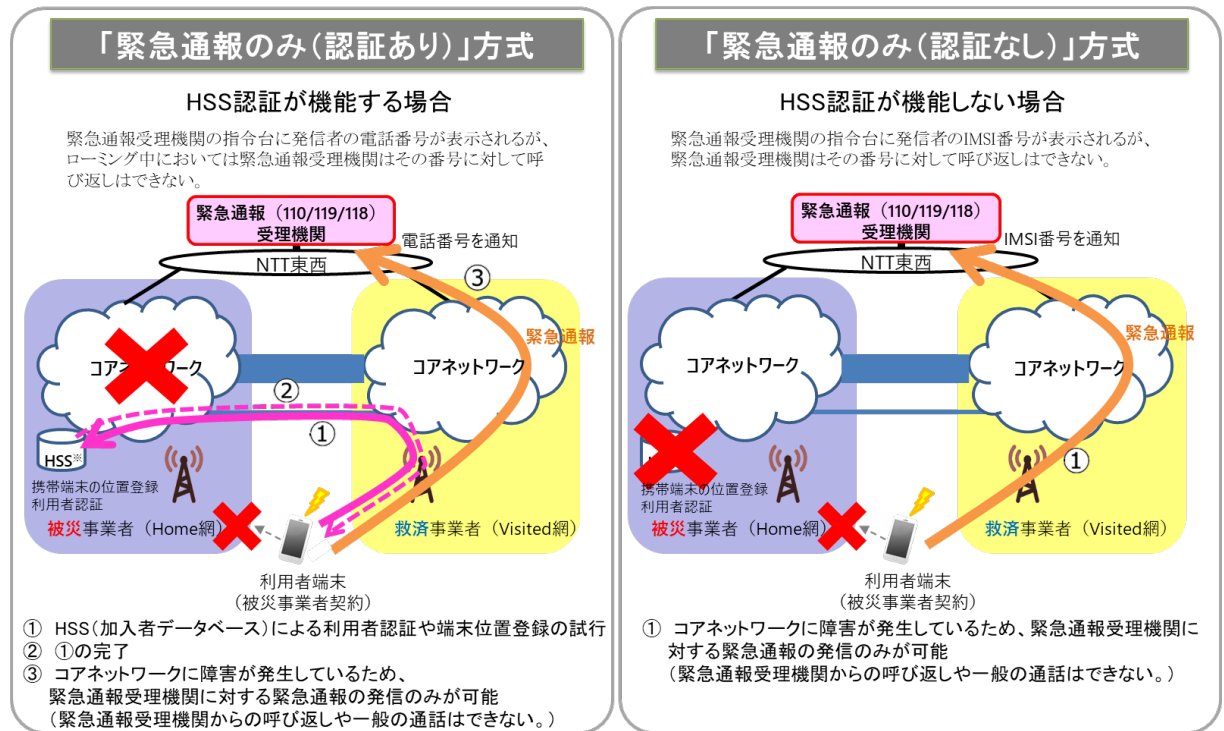 「緊急通報のみ（認証あり）」方式
HSS認証が機能する場合
緊急通報受理機関の指令台に発信者の電話番号が表示されるが、
ローミング中においては緊急通報受理機関はその番号に対して呼
び返しはできない。
緊急通報（110/119/118）
受理機関
電話番号を通知
NTT東西
③
緊急通報
コアネットワーク
コアネットワーク
②
①
HSS※
携帯端末の位置登録
利用者認証
被災事業者（Home網）
救済事業者（Visited網）
利用者端末
（被災事業者契約）
① HSS（加入者データベース）による利用者認証や端末位置登録の試行
② ①の完了
③ コアネットワークに障害が発生しているため、
緊急通報受理機関に対する緊急通報の発信のみが可能
（緊急通報受理機関からの呼び返しや一般の通話はできない。）
「緊急通報のみ（認証なし）」方式
HSS認証が機能しない場合
緊急通報受理機関の指令台に発信者のIMSI番号が表示されるが、
緊急通報受理機関はその番号に対して呼び返しはできない。
緊急通報（110/119/118）
受理機関
IMSI番号を通知
NTT東西
緊急通報
コアネットワーク
コアネットワーク
①
携帯端末の位置登録
利用者認証
被災事業者（Home網）
救済事業者（Visited網）
利用者端末
（被災事業者契約）
① コアネットワークに障害が発生しているため、緊急通報受理機関に
対する緊急通報の発信のみが可能
（緊急通報受理機関からの呼び返しや一般の通話はできない。）